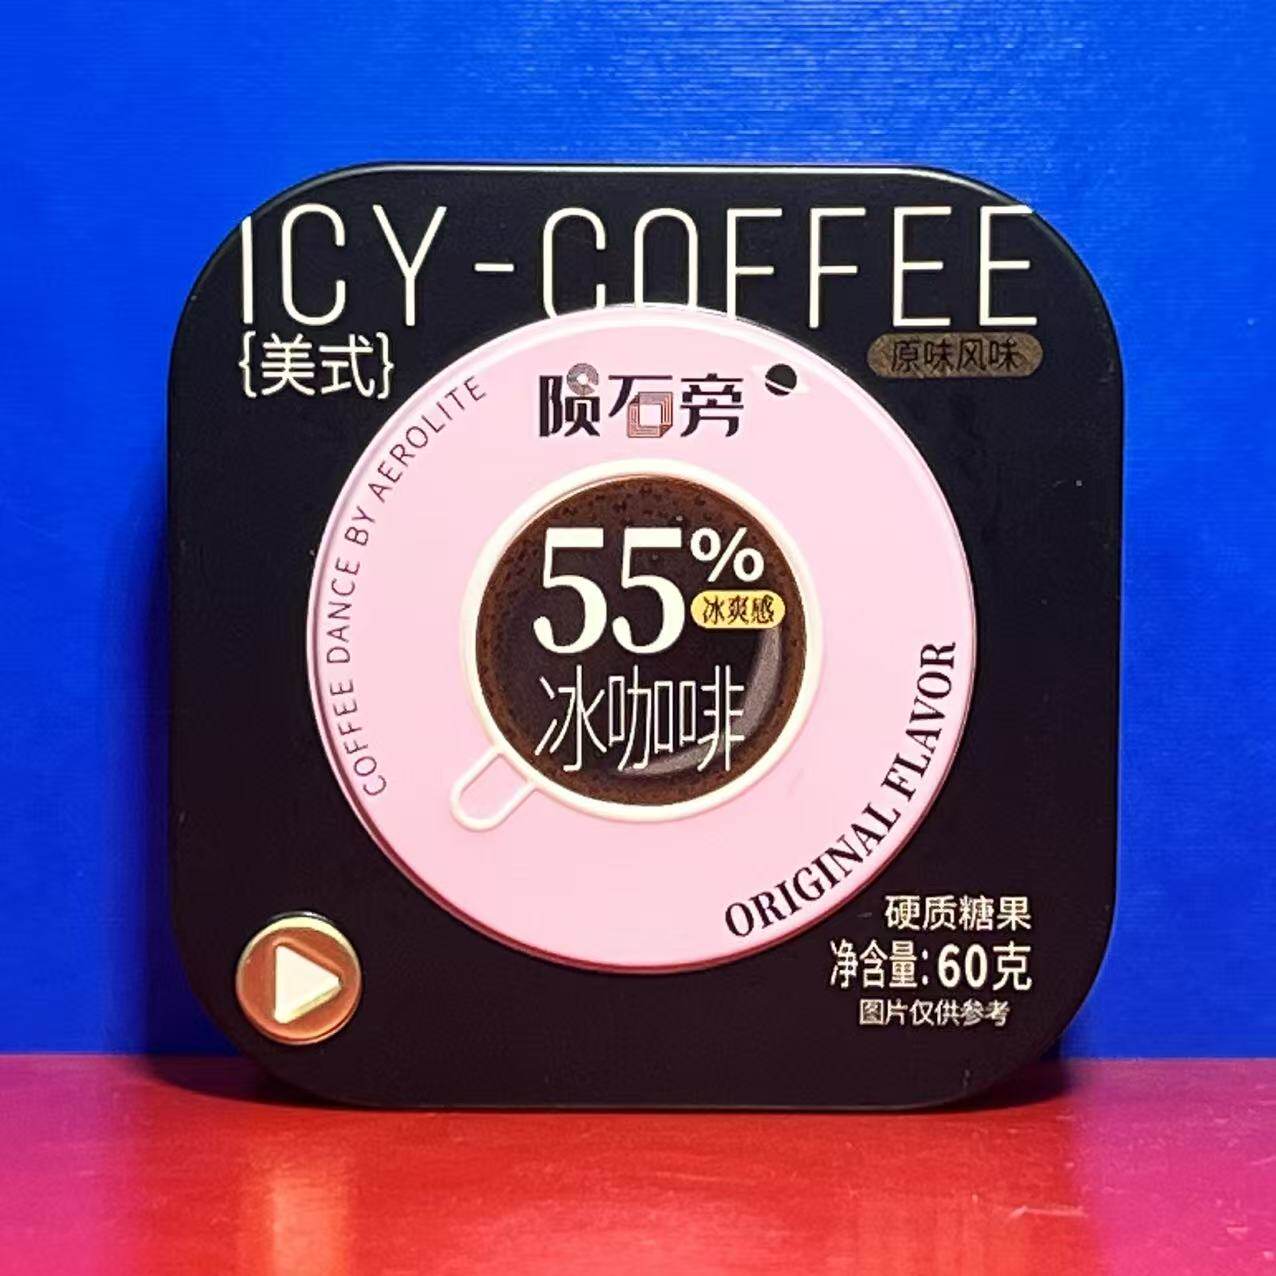 ICY-COFFEE
{美式}
原味风味
陨石旁
COFFEE DANCE BY AEROLITE
55%
冰爽感
冰咖啡
ORIGINAL FLAVOR
硬质糖果
净含量:60克
图片仅供参考